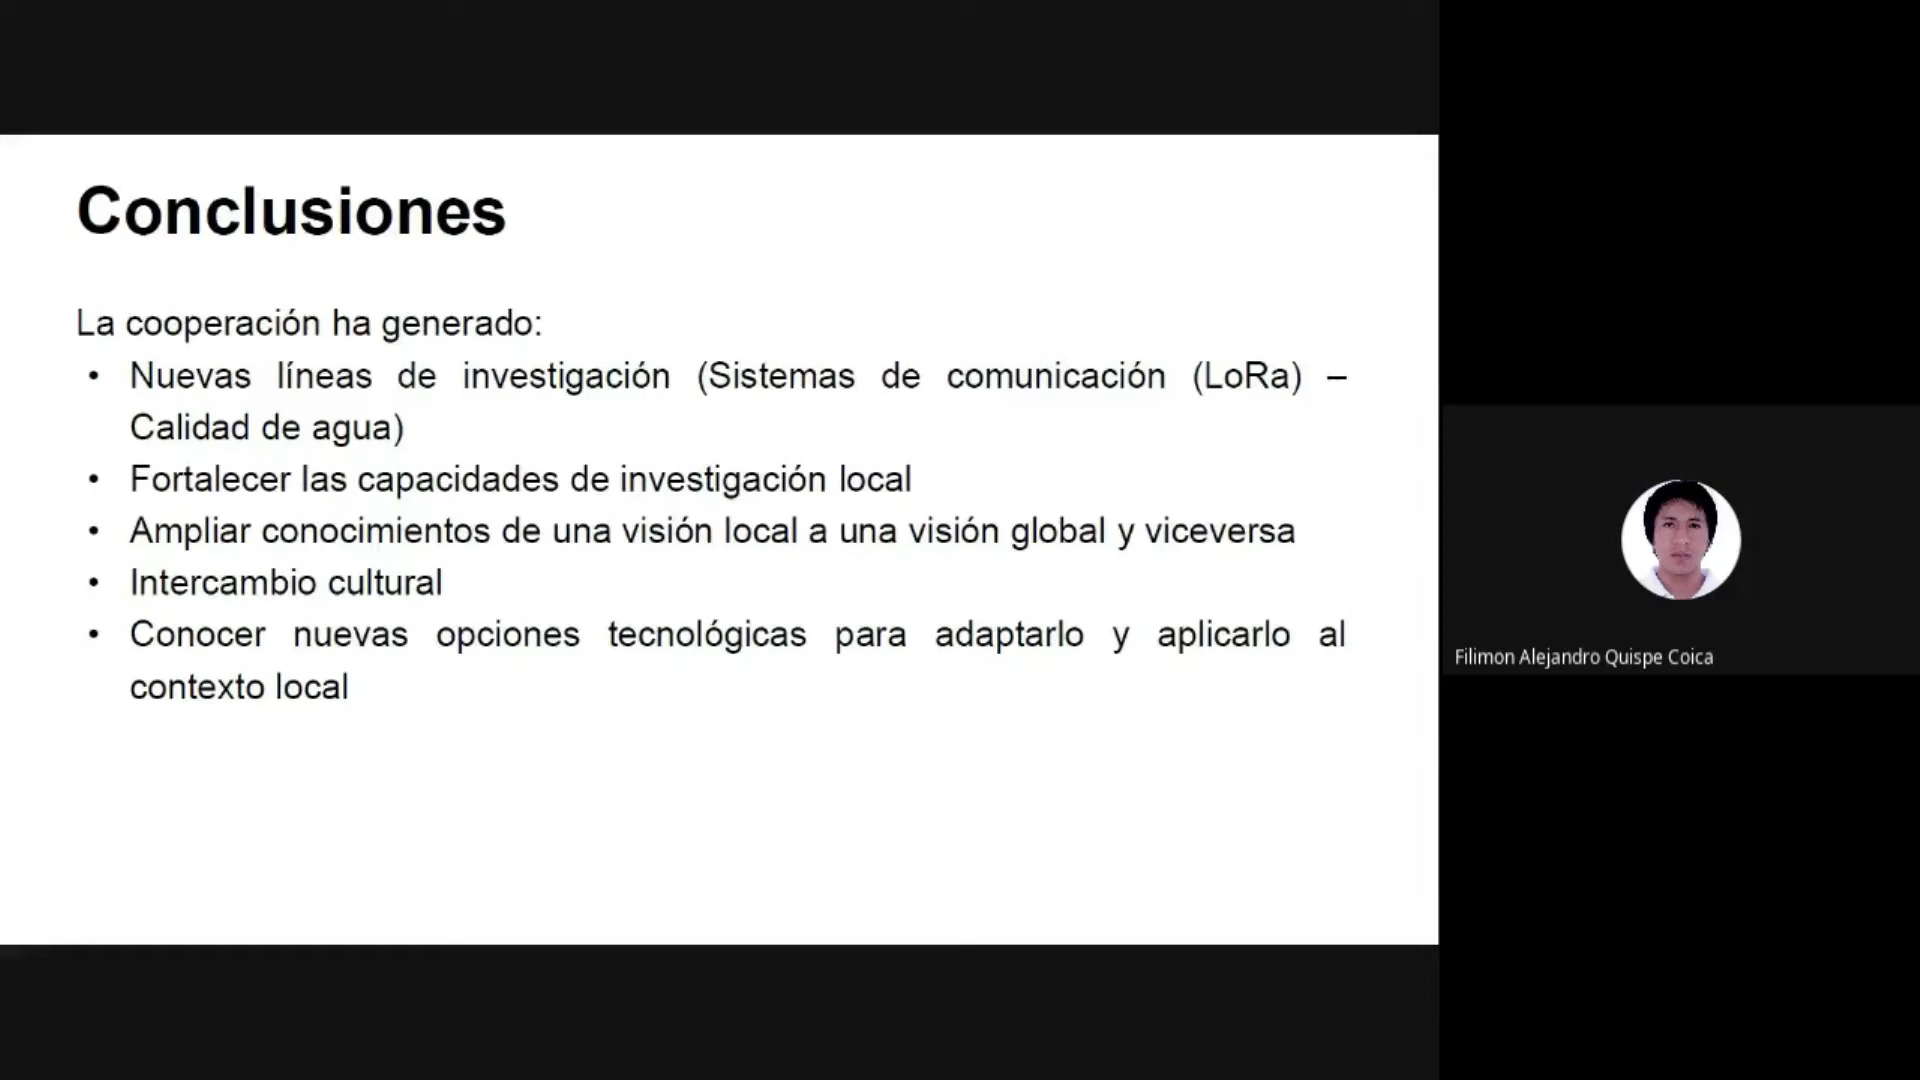 Conclusiones
La cooperación ha generado:
• Nuevas líneas de investigación (Sistemas de comunicación (LoRa) –
Calidad de agua)
• Fortalecer las capacidades de investigación local
• Ampliar conocimientos de una visión local a una visión global y viceversa
• Intercambio cultural
• Conocer nuevas opciones tecnológicas para adaptarlo y aplicarlo al
contexto local
Filimon Alejandro Quispe Coica